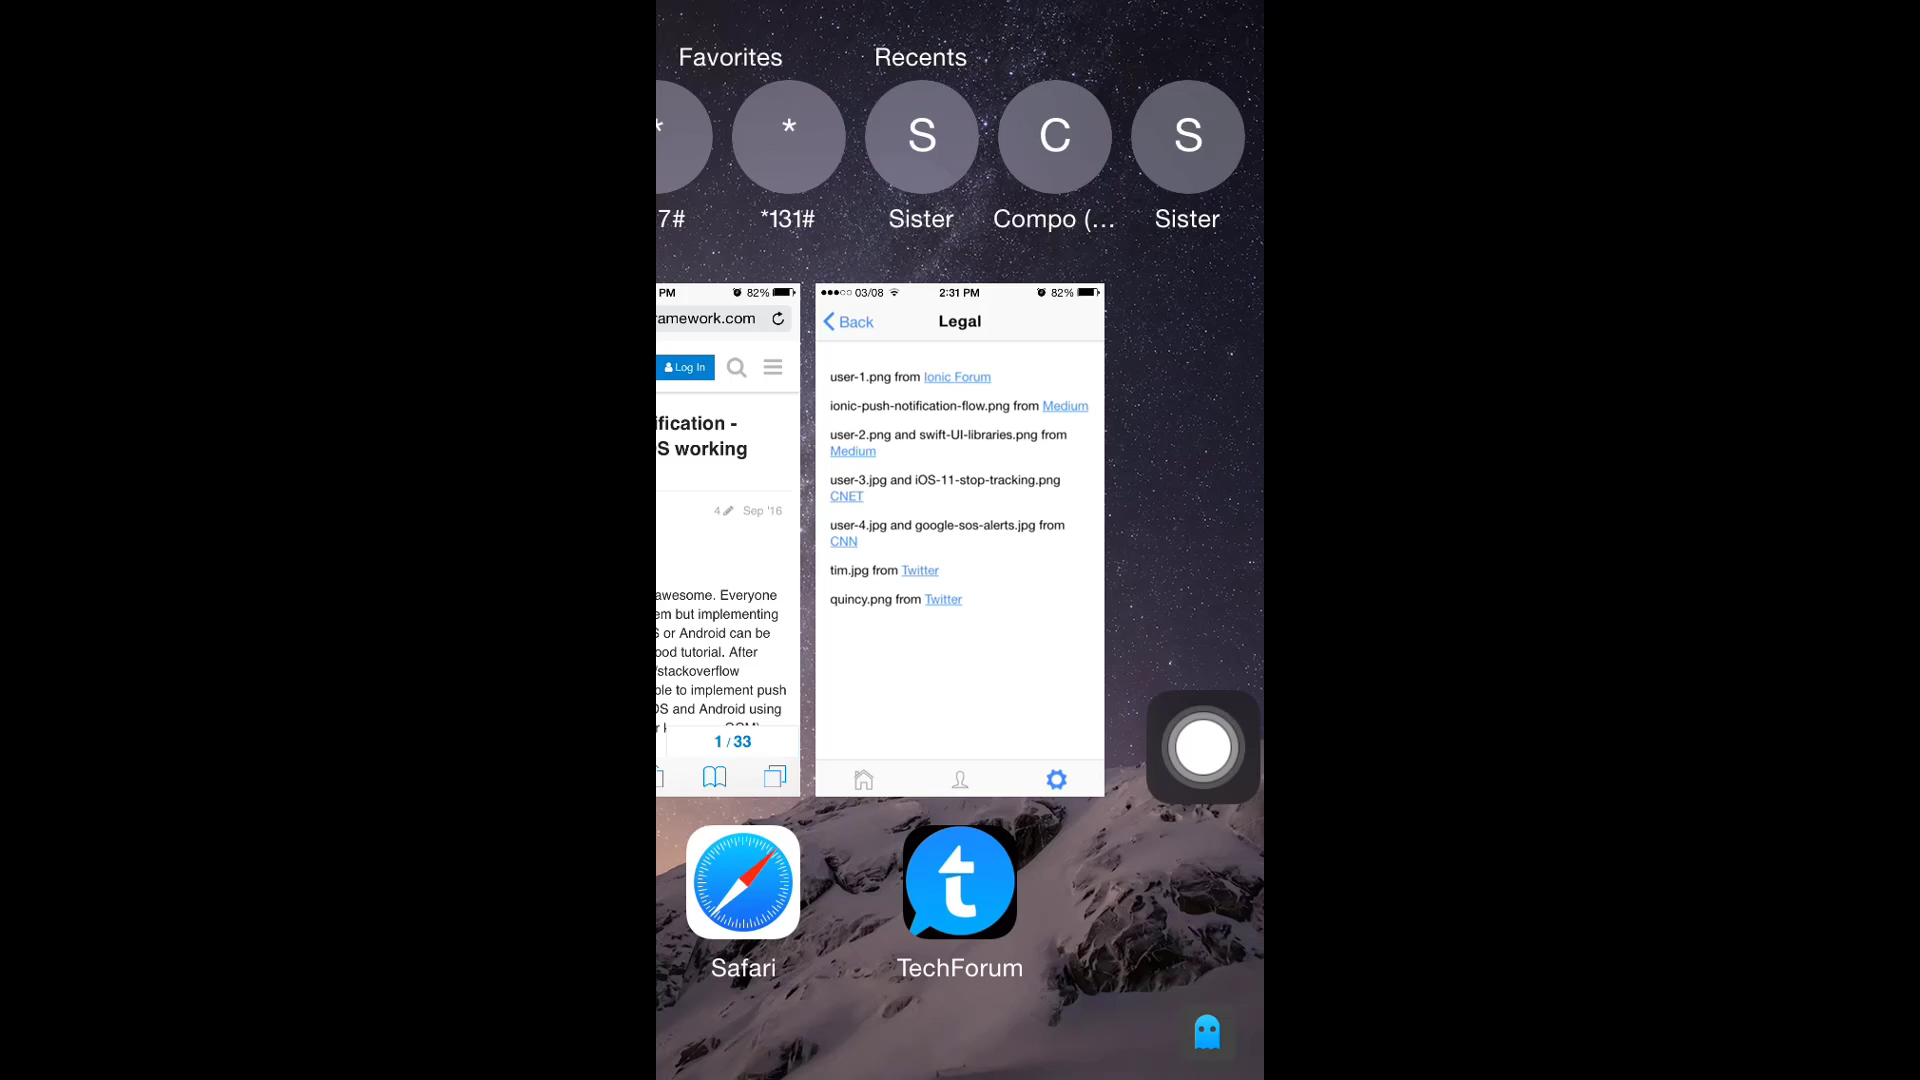 Favorites
Recents
*
*
S
C
S
7#
*131#
Sister
Compo (...
Sister
PM
82%
ramework.com
Log In
ification -
S working
4
Sep '16
awesome. Everyone
em but implementing
S or Android can be
ood tutorial. After
/stackoverflow
ble to implement push
OS and Android using
1 / 33
03/08
2:31 PM
82%
Back
Legal
user-1.png from Ionic Forum
ionic-push-notification-flow.png from Medium
user-2.png and swift-UI-libraries.png from
Medium
user-3.jpg and iOS-11-stop-tracking.png
CNET
user-4.jpg and google-sos-alerts.jpg from
CNN
tim.jpg from Twitter
quincy.png from Twitter
t
Safari
TechForum